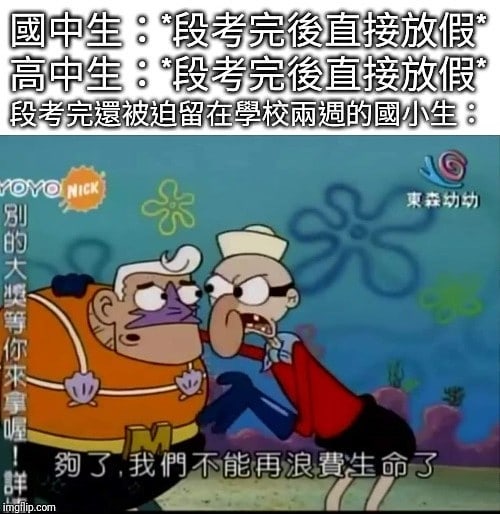 國中生：*段考完後直接放假*
高中生：*段考完後直接放假*
段考完還被迫留在學校兩週的國小生：
YOYO NICK
東森幼幼
別的大獎等你來拿喔！詳
夠了,我們不能再浪費生命了
M
imgflip.com